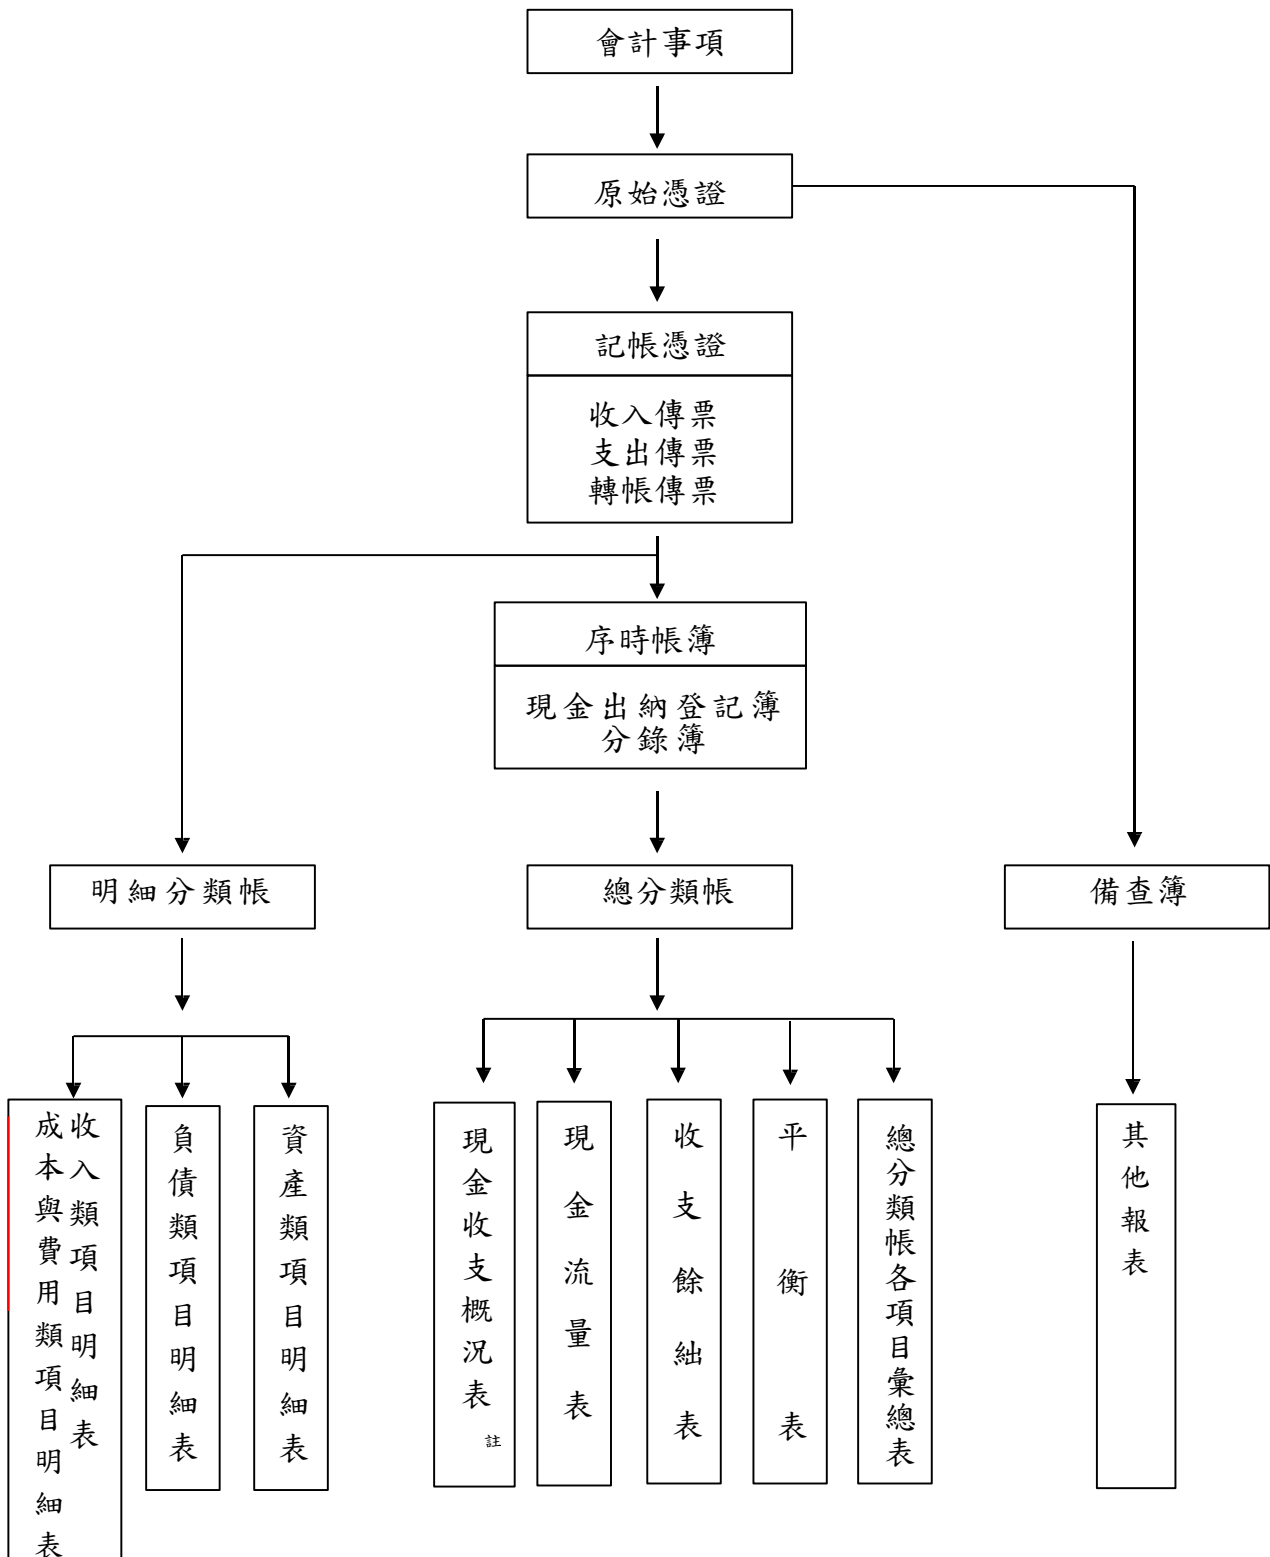 會計事項
原始憑證
記帳憑證
收入傳票
支出傳票
轉帳傳票
序時帳簿
現金出納登記簿
分錄簿
明細分類帳
總分類帳
備查簿
收入類項目明細表
成本與費用類項目明細表
負債類項目明細表
資產類項目明細表
現金收支概況表註
現金流量表
收支餘絀表
平衡表
總分類帳各項目彙總表
其他報表